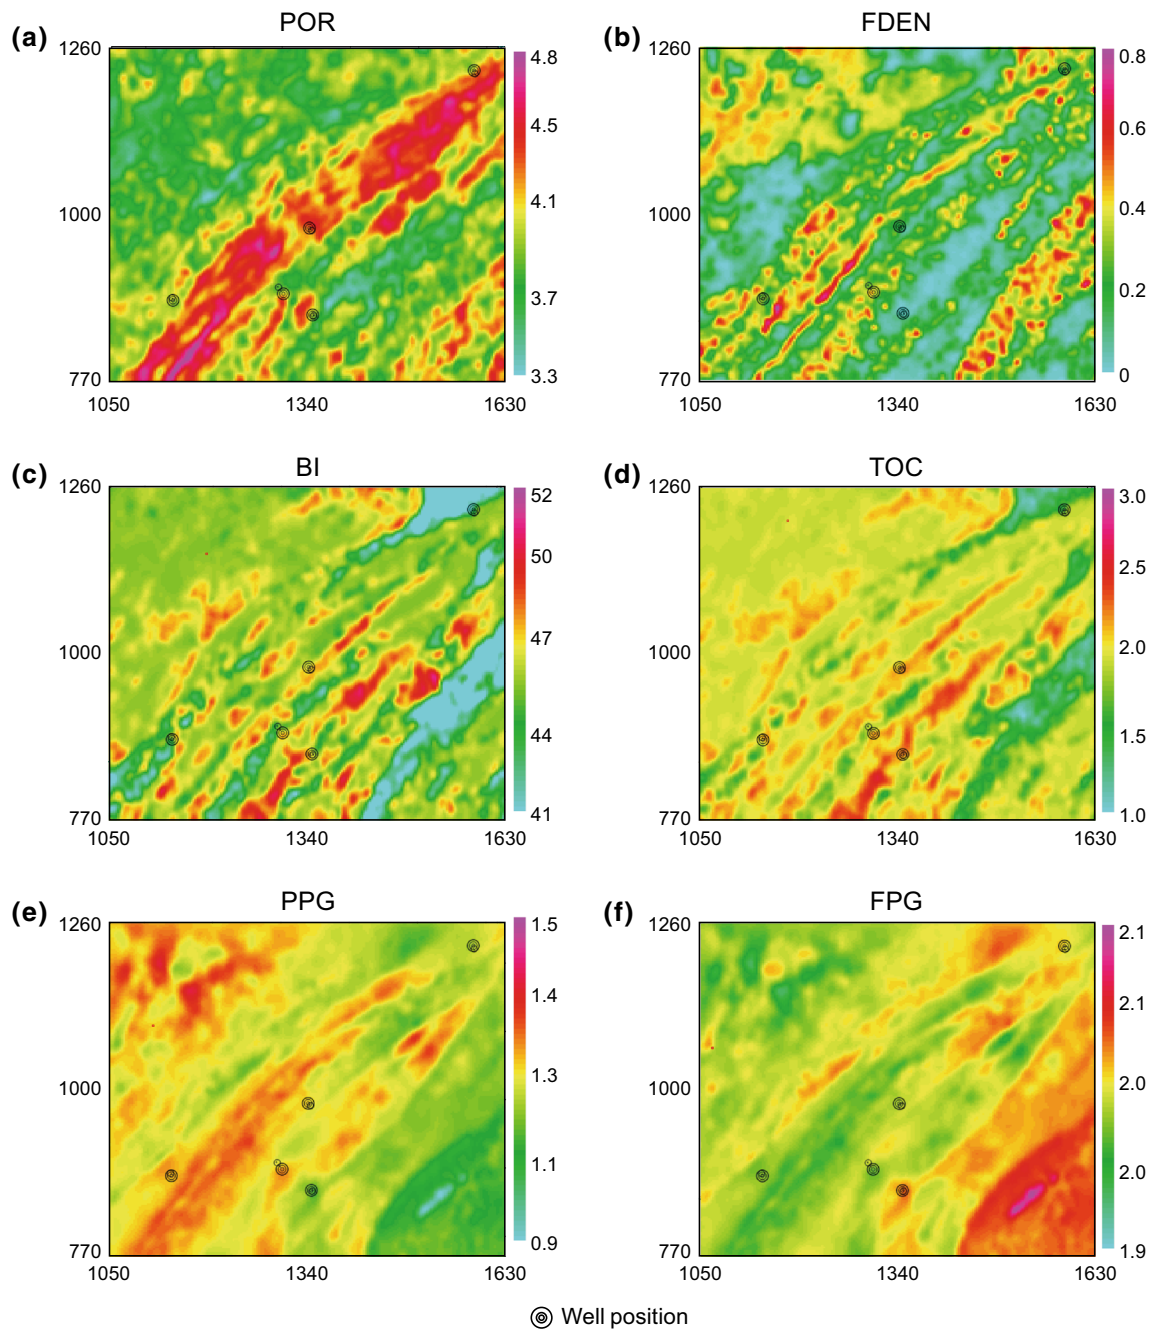 (a) POR (b) FDEN
1260 4.8 1260 0.8
4.5 0.6
1000 4.1 1000 0.4
3.7 0.2
770 3.3 770 0
1050 1340 1630 1050 1340 1630
(c) BI (d) TOC
1260 52 1260 3.0
50 2.5
1000 47 1000 2.0
44 1.5
770 41 770 1.0
1050 1340 1630 1050 1340 1630
(e) PPG (f) FPG
1260 1.5 1260 2.1
1.4 2.1
1000 1.3 1000 2.0
1.1 2.0
770 0.9 770 1.9
1050 1340 1630 1050 1340 1630
Well position